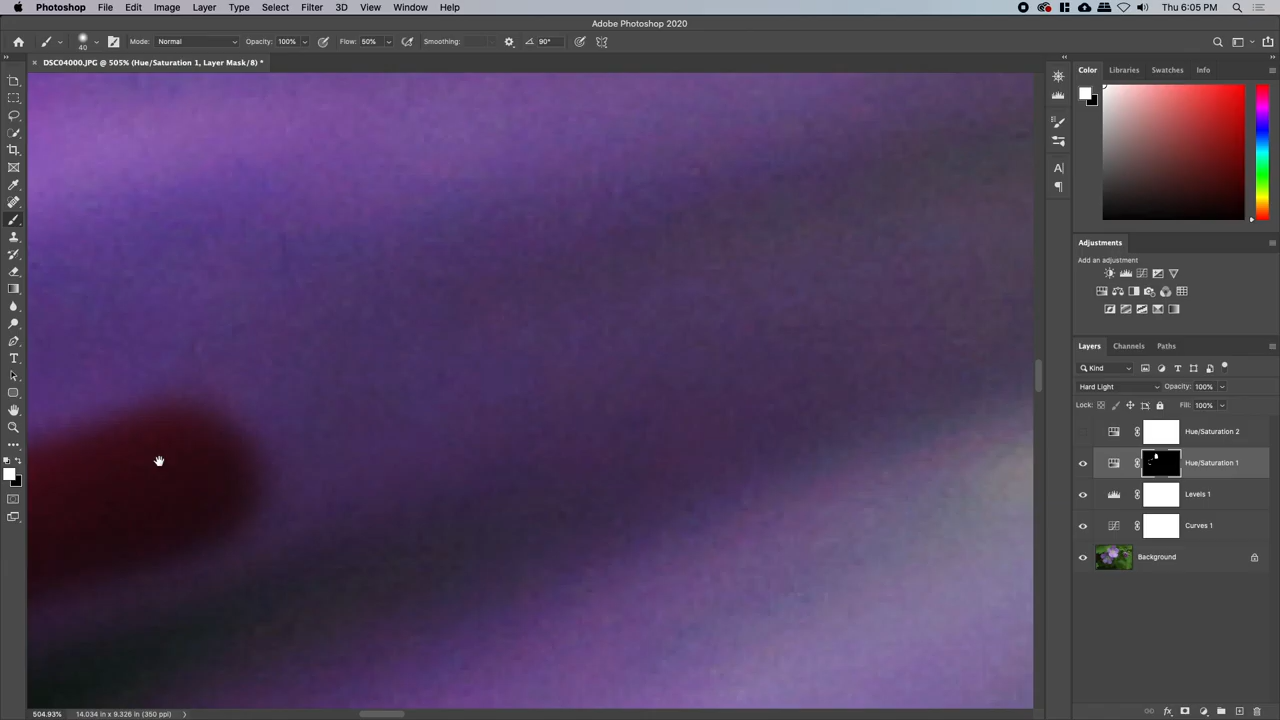 Photoshop File Edit Image Layer Type Select Filter 3D View Window Help Thu 6:05 PM
Adobe Photoshop 2020
40 Mode: Normal Opacity: 100% Flow: 50% Smoothing: 90°
× DSC04000.JPG @ 505% (Hue/Saturation 1, Layer Mask/8) *
Color Libraries Swatches Info
Adjustments
Add an adjustment
Layers Channels Paths
Kind
Hard Light Opacity: 100%
Lock: Fill: 100%
Hue/Saturation 2
Hue/Saturation 1
Levels 1
Curves 1
Background
504.93% 14.034 in x 9.326 in (350 ppi)